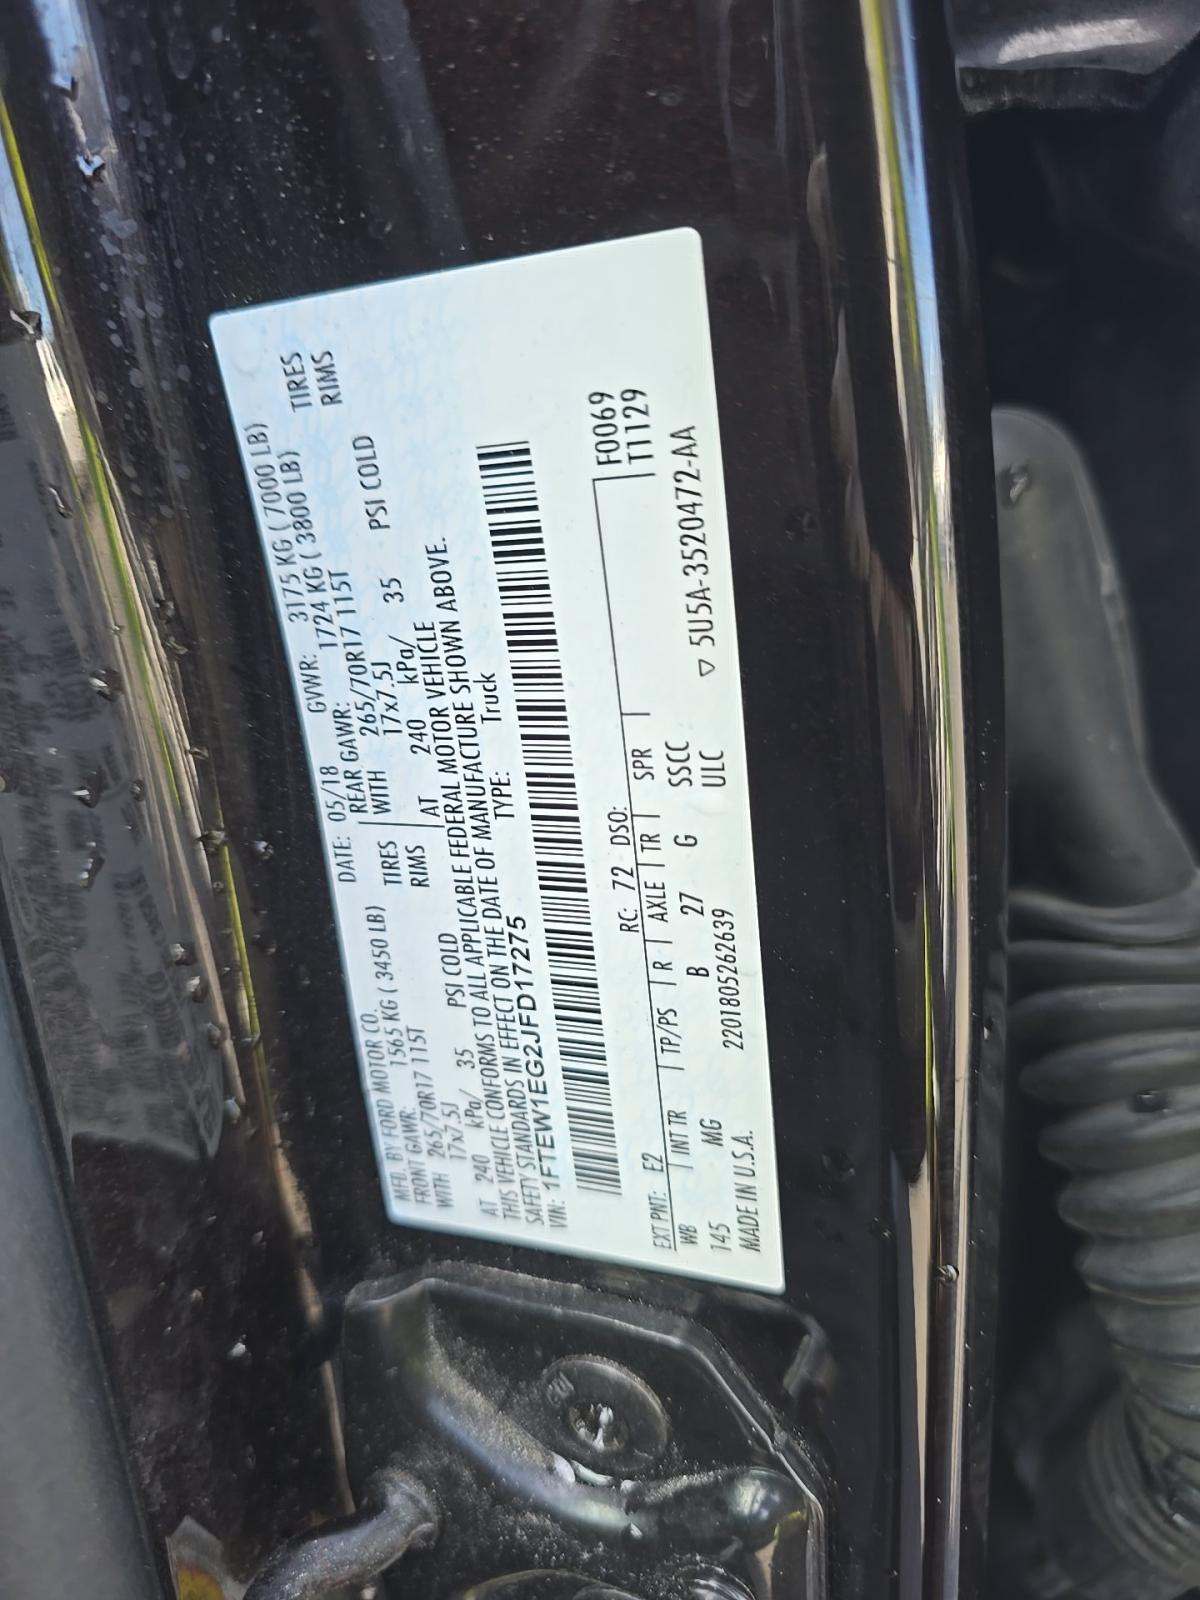 MFD. BY FORD MOTOR CO. DATE: 05/18 GVWR: 3175 KG ( 7000 LB)
FRONT GAWR: 1565 KG ( 3450 LB) REAR GAWR: 1724 KG ( 3800 LB)
WITH 265/70R17 115T TIRES WITH 265/70R17 115T TIRES
17x7.5J RIMS 17x7.5J RIMS
AT 240 kPa/ 35 PSI COLD AT 240 kPa/ 35 PSI COLD
THIS VEHICLE CONFORMS TO ALL APPLICABLE FEDERAL MOTOR VEHICLE
SAFETY STANDARDS IN EFFECT ON THE DATE OF MANUFACTURE SHOWN ABOVE.
VIN: 1FTEW1EG2JFD17275 TYPE: Truck
EXT PNT: E2 RC: 72 DSO: F0069
WB INT TR TP/PS R AXLE TR SPR T1129
145 MG B 27 G SSCC
MADE IN U.S.A. 2201805262639 ULC ▽ 5U5A-3520472-AA